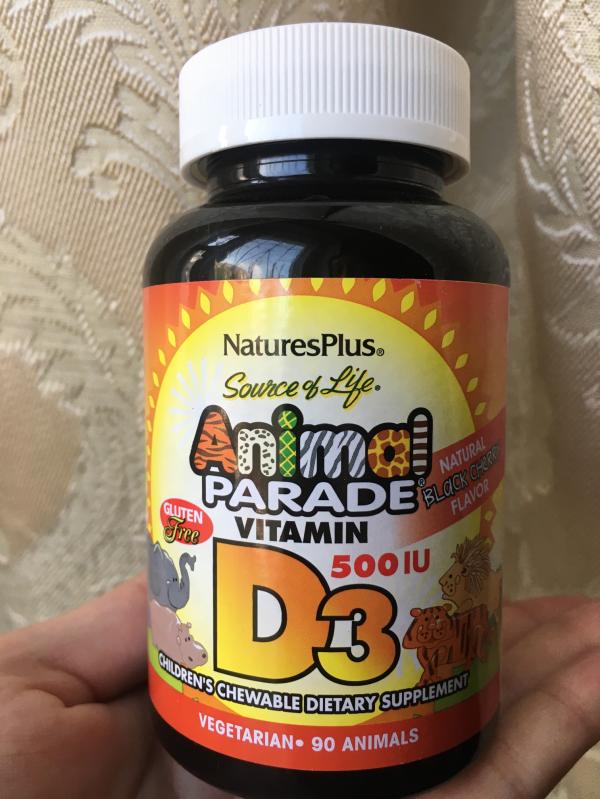 NaturesPlus®
Source of Life®
Animal
PARADE®
NATURAL
BLACK CHERRY
FLAVOR
GLUTEN
Free
VITAMIN
500 IU
D3
CHILDREN'S CHEWABLE DIETARY SUPPLEMENT
VEGETARIAN • 90 ANIMALS